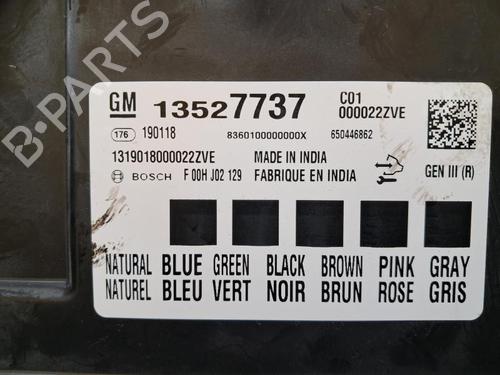 B-PARTS
GM 13527737 C01
000022ZVE
176 190118 8360100000000X 650446862
1319018000022ZVE MADE IN INDIA
BOSCH F 00H J02 129 FABRIQUE EN INDIA GEN III (R)
NATURAL BLUE GREEN BLACK BROWN PINK GRAY
NATUREL BLEU VERT NOIR BRUN ROSE GRIS